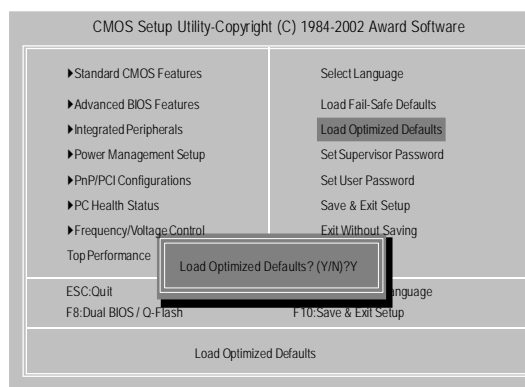 CMOS Setup Utility-Copyright (C) 1984-2002 Award Software
▶Standard CMOS Features
▶Advanced BIOS Features
▶Integrated Peripherals
▶Power Management Setup
▶PnP/PCI Configurations
▶PC Health Status
▶Frequency/Voltage Control
Top Performance
Select Language
Load Fail-Safe Defaults
Load Optimized Defaults
Set Supervisor Password
Set User Password
Save & Exit Setup
Exit Without Saving
Load Optimized Defaults? (Y/N)?Y
ESC:Quit
F8:Dual BIOS / Q-Flash
F10:Save & Exit Setup
Load Optimized Defaults